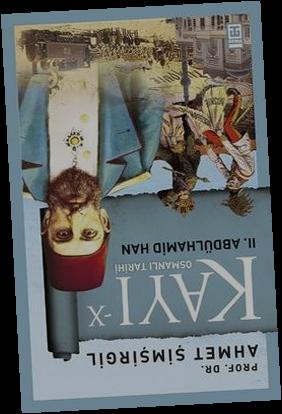 PROF. DR.
AHMET ŞİMŞİRGİL
KAYI-X
OSMANLI TARİHİ
II. ABDÜLHAMİD HAN